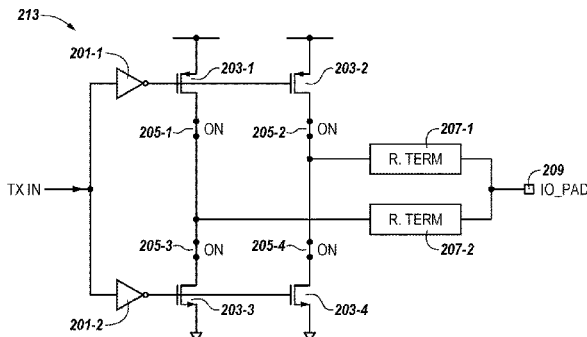 213
201-1
203-1
203-2
205-1 ON
205-2 ON
207-1
R. TERM
209
TX IN
IO_PAD
R. TERM
207-2
205-3 ON
205-4 ON
201-2
203-3
203-4